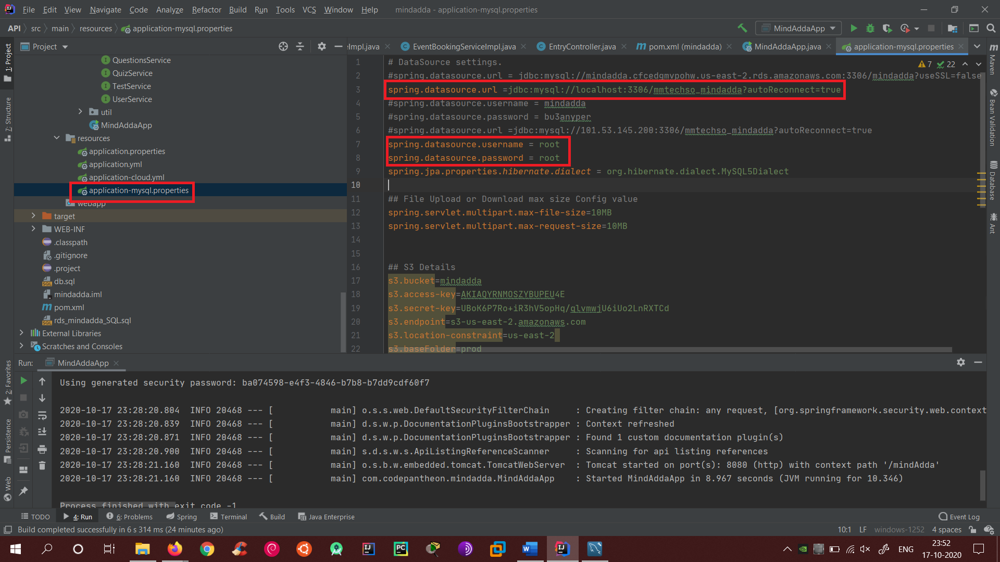 File Edit View Navigate Code Analyze Refactor Build Run Tools VCS Window Help mindadda - application-mysql.properties
API src main resources application-mysql.properties MindAddaApp
Project eImpl.java EventBookingServiceImpl.java EntryController.java pom.xml (mindadda) MindAddaApp.java application-mysql.properties
1: Project
7: Structure
2: Favorites
Persistence
Web
QuestionsService
QuizService
TestService
UserService
util
MindAddaApp
resources
application.properties
application.yml
application-cloud.yml
application-mysql.properties
webapp
target
WEB-INF
.classpath
.gitignore
.project
db.sql
mindadda.iml
pom.xml
rds_mindadda_SQL.sql
External Libraries
Scratches and Consoles
7 22
1 # DataSource settings.
2 #spring.datasource.url = jdbc:mysql://mindadda.cfcedqmvpohw.us-east-2.rds.amazonaws.com:3306/mindadda?useSSL=false
3 spring.datasource.url =jdbc:mysql://localhost:3306/mmtechso_mindadda?autoReconnect=true
4 #spring.datasource.username = mindadda
5 #spring.datasource.password = bu3anyper
6 #spring.datasource.url =jdbc:mysql://101.53.145.200:3306/mmtechso_mindadda?autoReconnect=true
7 spring.datasource.username = root
8 spring.datasource.password = root
9 spring.jpa.properties.hibernate.dialect = org.hibernate.dialect.MySQL5Dialect
10
11 ## File Upload or Download max size Config value
12 spring.servlet.multipart.max-file-size=10MB
13 spring.servlet.multipart.max-request-size=10MB
14
15
16 ## S3 Details
17 s3.bucket=mindadda
18 s3.access-key=AKIAQYRNMOSZYBUPEU4E
19 s3.secret-key=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
20 s3.endpoint=s3-us-east-2.amazonaws.com
21 s3.location-constraint=us-east-2
22 s3.baseFolder=prod
Maven
Bean Validation
Database
Ant
Run: MindAddaApp
Using generated security password: ba074598-e4f3-4846-b7b8-b7dd9cdf60f7
2020-10-17 23:28:20.804 INFO 20468 --- [ main] o.s.s.web.DefaultSecurityFilterChain : Creating filter chain: any request, [org.springframework.security.web.context
2020-10-17 23:28:20.839 INFO 20468 --- [ main] d.s.w.p.DocumentationPluginsBootstrapper : Context refreshed
2020-10-17 23:28:20.871 INFO 20468 --- [ main] d.s.w.p.DocumentationPluginsBootstrapper : Found 1 custom documentation plugin(s)
2020-10-17 23:28:20.900 INFO 20468 --- [ main] s.d.s.w.s.ApiListingReferenceScanner : Scanning for api listing references
2020-10-17 23:28:21.160 INFO 20468 --- [ main] o.s.b.w.embedded.tomcat.TomcatWebServer : Tomcat started on port(s): 8080 (http) with context path '/mindAdda'
2020-10-17 23:28:21.160 INFO 20468 --- [ main] com.codepantheon.mindadda.MindAddaApp : Started MindAddaApp in 8.967 seconds (JVM running for 10.346)
Process finished with exit code -1
TODO 4: Run 6: Problems Spring Terminal Build Java Enterprise Event Log
Build completed successfully in 6 s 314 ms (24 minutes ago) 10:1 LF windows-1252 4 spaces
ENG 23:52
17-10-2020